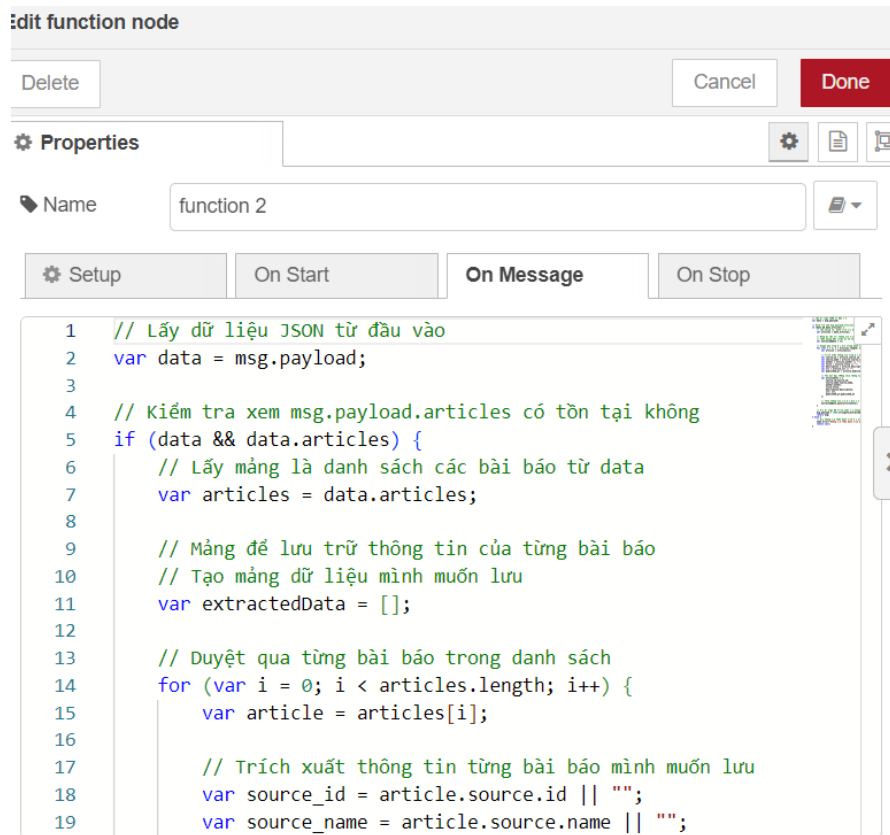 Edit function node
Delete
Cancel
Done
Properties
Name
function 2
Setup
On Start
On Message
On Stop
1 // Lấy dữ liệu JSON từ đầu vào
2 var data = msg.payload;
3
4 // Kiểm tra xem msg.payload.articles có tồn tại không
5 if (data && data.articles) {
6 // Lấy mảng là danh sách các bài báo từ data
7 var articles = data.articles;
8
9 // Mảng để lưu trữ thông tin của từng bài báo
10 // Tạo mảng dữ liệu mình muốn lưu
11 var extractedData = [];
12
13 // Duyệt qua từng bài báo trong danh sách
14 for (var i = 0; i < articles.length; i++) {
15 var article = articles[i];
16
17 // Trích xuất thông tin từng bài báo mình muốn lưu
18 var source_id = article.source.id || "";
19 var source_name = article.source.name || "";